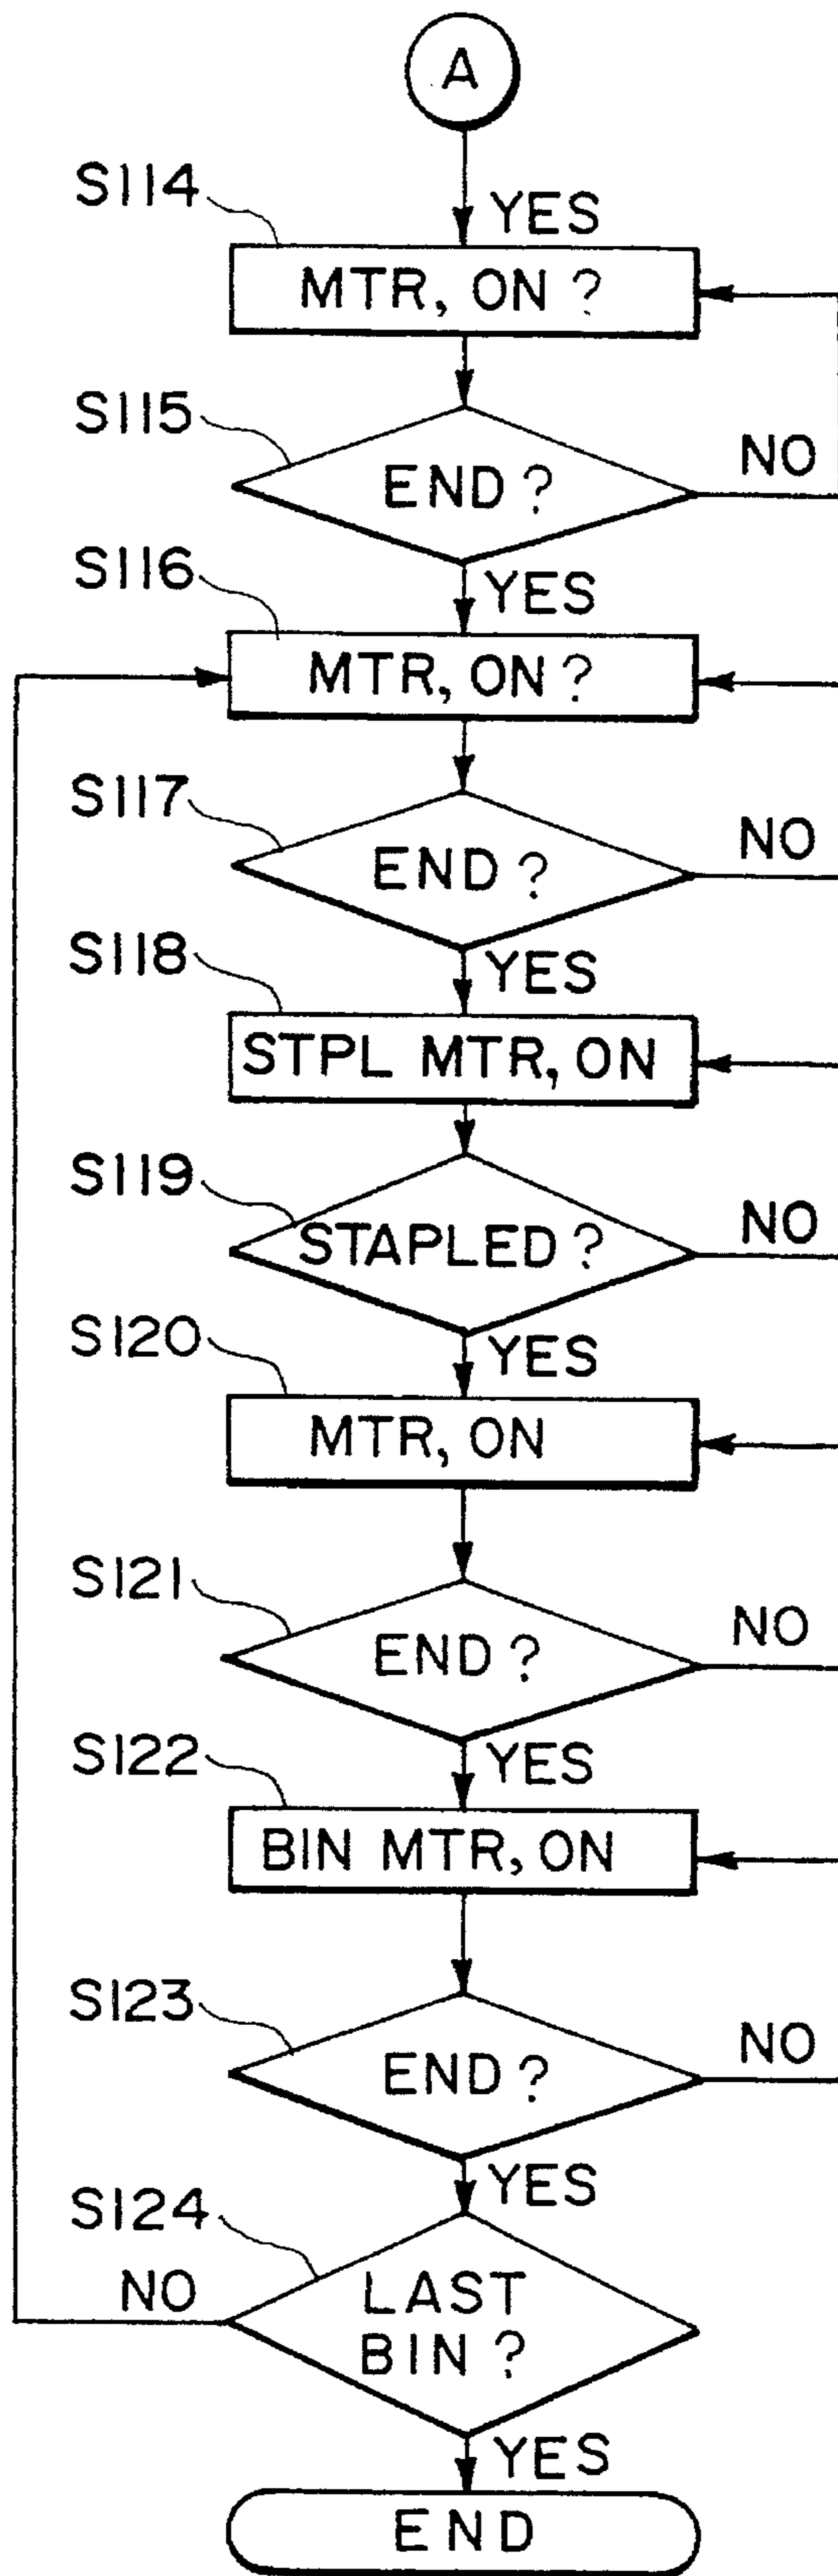 A
S114
YES
MTR, ON ?
S115
END ?
NO
YES
S116
MTR, ON ?
S117
END ?
NO
YES
S118
STPL MTR, ON
S119
STAPLED ?
NO
YES
S120
MTR, ON
S121
END ?
NO
YES
S122
BIN MTR, ON
S123
END ?
NO
YES
S124
NO
LAST
BIN ?
YES
END